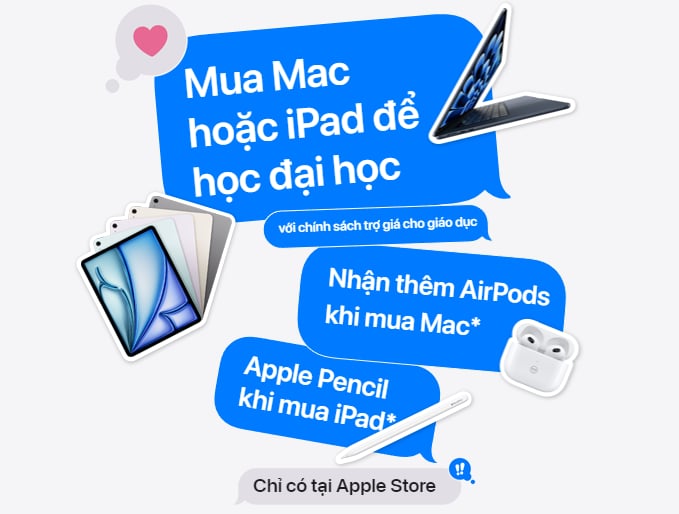 Mua Mac
hoặc iPad để
học đại học
với chính sách trợ giá cho giáo dục
Nhận thêm AirPods
khi mua Mac*
Apple Pencil
khi mua iPad*
!!
Chỉ có tại Apple Store